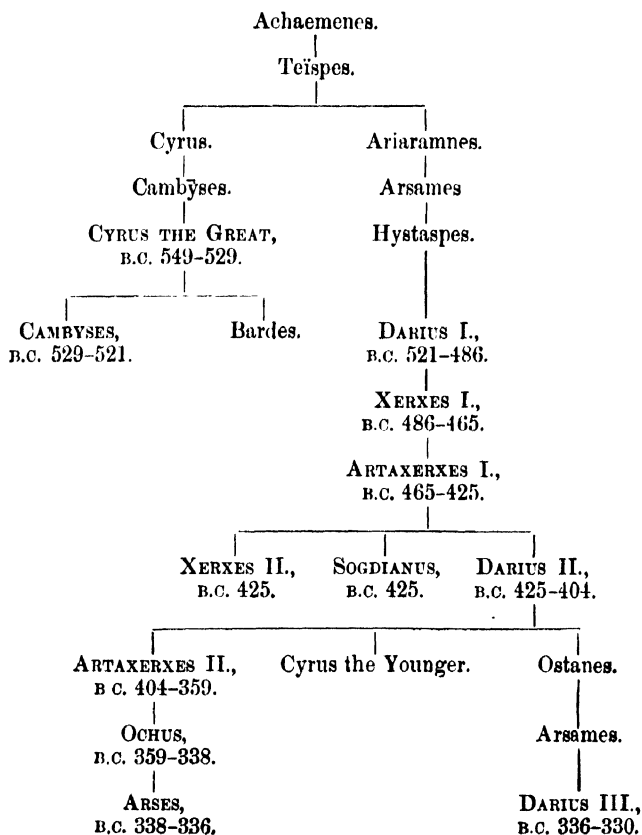 Achaemenes.
Teïspes.
Cyrus. Ariaramnes.
Cambȳses. Arsames
CYRUS THE GREAT, Hystaspes.
B.C. 549–529.
CAMBYSES, Bardes. DARIUS I.,
B.C. 529–521. B.C. 521–486.
XERXES I.,
B.C. 486–465.
ARTAXERXES I.,
B.C. 465–425.
XERXES II., SOGDIANUS, DARIUS II.,
B.C. 425. B.C. 425. B.C. 425–404.
ARTAXERXES II., Cyrus the Younger. Ostanes.
B C. 404–359.
OCHUS, Arsames.
B.C. 359–338.
ARSES, DARIUS III.,
B.C. 338–336. B.C. 336–330.